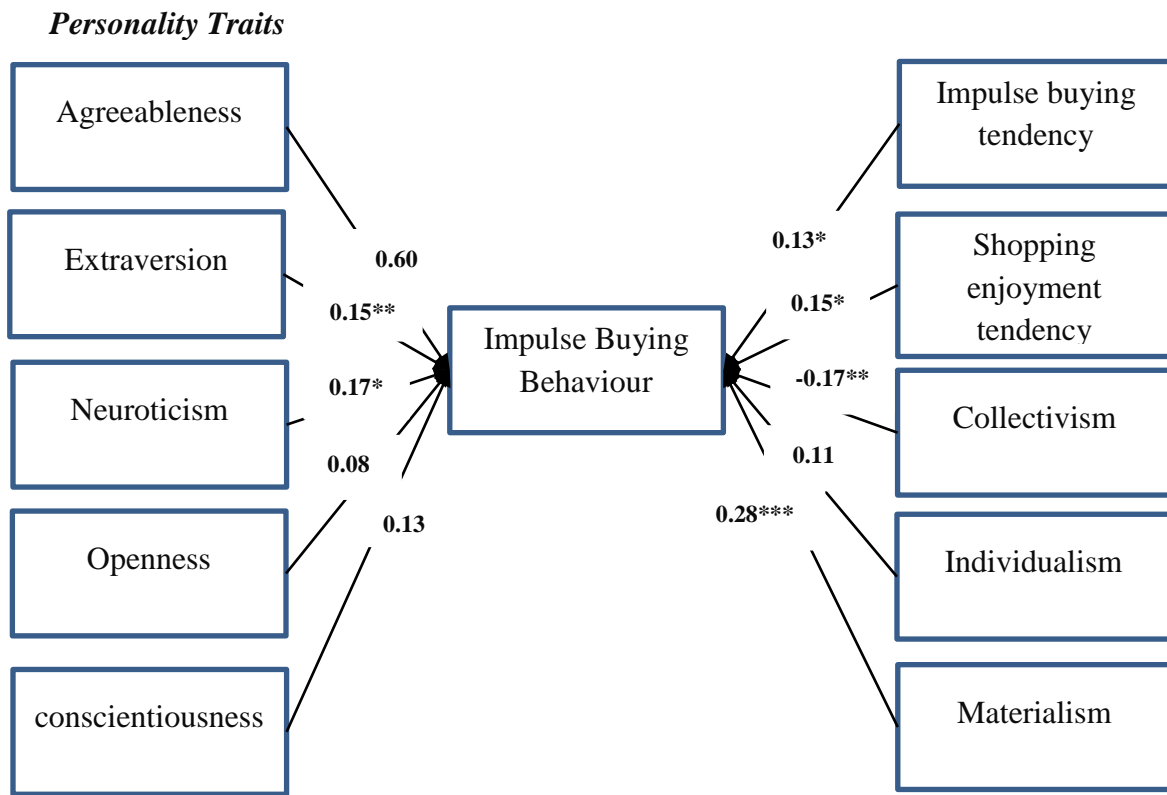 Personality Traits
Agreeableness
Extraversion
Neuroticism
Openness
conscientiousness
0.60
0.15**
0.17*
0.08
0.13
Impulse Buying
Behaviour
0.13*
0.15*
-0.17**
0.11
0.28***
Impulse buying
tendency
Shopping
enjoyment
tendency
Collectivism
Individualism
Materialism